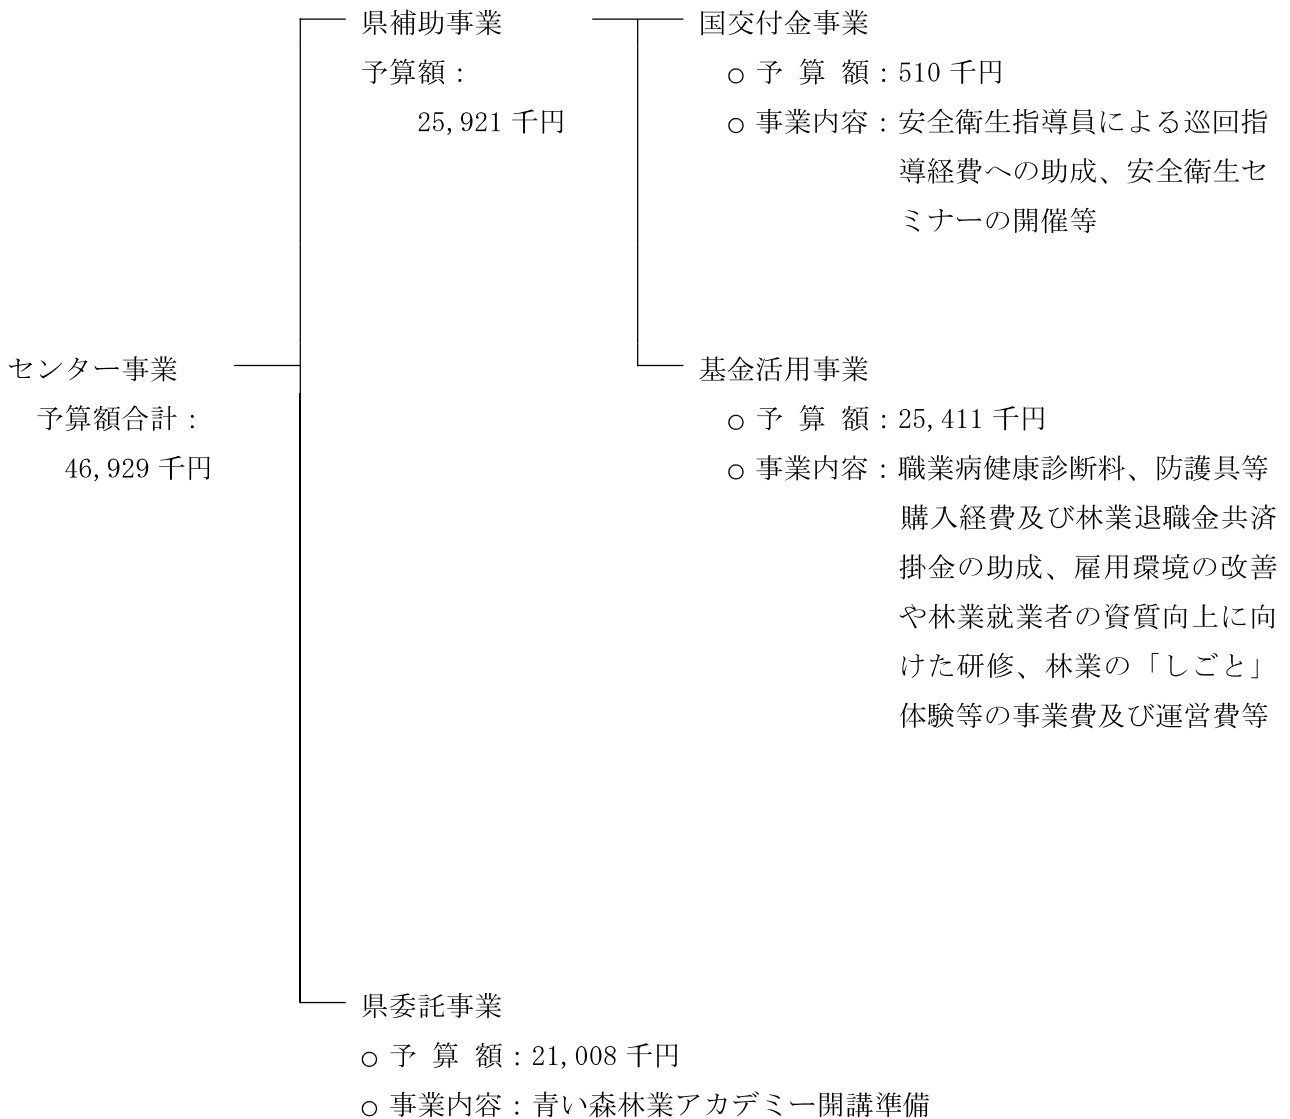 県補助事業
予算額：
25,921 千円
国交付金事業
○ 予 算 額：510 千円
○ 事業内容：安全衛生指導員による巡回指
導経費への助成、安全衛生セ
ミナーの開催等
センター事業
予算額合計：
46,929 千円
基金活用事業
○ 予 算 額：25,411 千円
○ 事業内容：職業病健康診断料、防護具等
購入経費及び林業退職金共済
掛金の助成、雇用環境の改善
や林業就業者の資質向上に向
けた研修、林業の「しごと」
体験等の事業費及び運営費等
県委託事業
○ 予 算 額：21,008 千円
○ 事業内容：青い森林業アカデミー開講準備